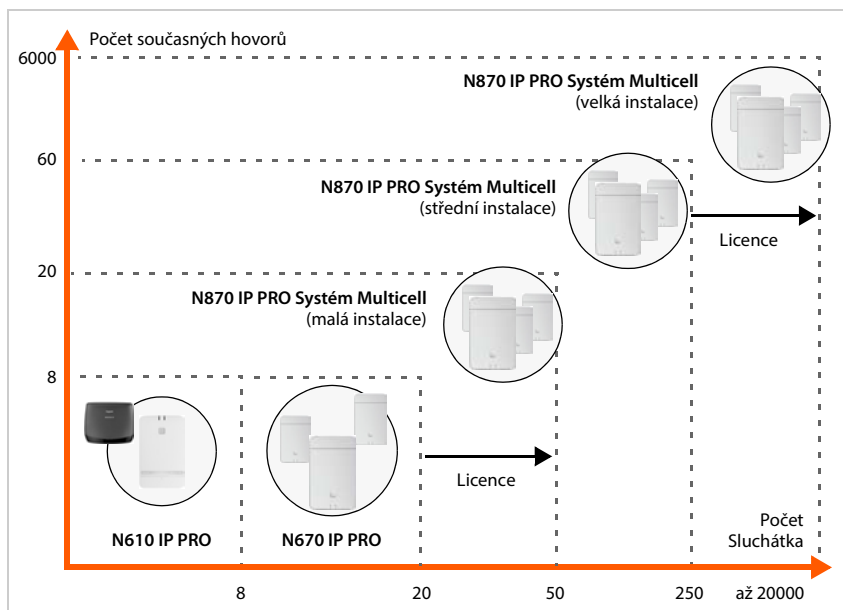 Počet současných hovorů
6000
N870 IP PRO Systém Multicell
(velká instalace)
60
N870 IP PRO Systém Multicell
(střední instalace)
Licence
20
N870 IP PRO Systém Multicell
(malá instalace)
8
Licence
N610 IP PRO
N670 IP PRO
Počet
Sluchátka
8
20
50
250
až 20000